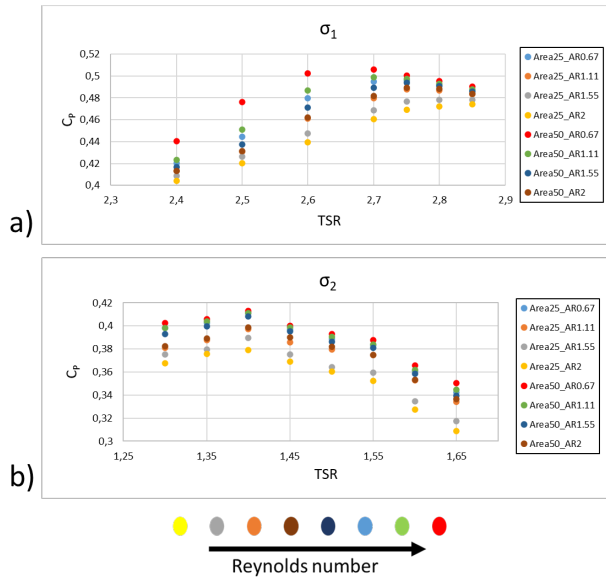 a)
σ₁
C_P
0,52
0,5
0,48
0,46
0,44
0,42
0,4
2,3 2,4 2,5 2,6 2,7 2,8 2,9
TSR
Area25_AR0.67
Area25_AR1.11
Area25_AR1.55
Area25_AR2
Area50_AR0.67
Area50_AR1.11
Area50_AR1.55
Area50_AR2
b)
σ₂
C_P
0,42
0,4
0,38
0,36
0,34
0,32
0,3
1,25 1,35 1,45 1,55 1,65
TSR
Area25_AR0.67
Area25_AR1.11
Area25_AR1.55
Area25_AR2
Area50_AR0.67
Area50_AR1.11
Area50_AR1.55
Area50_AR2
Reynolds number